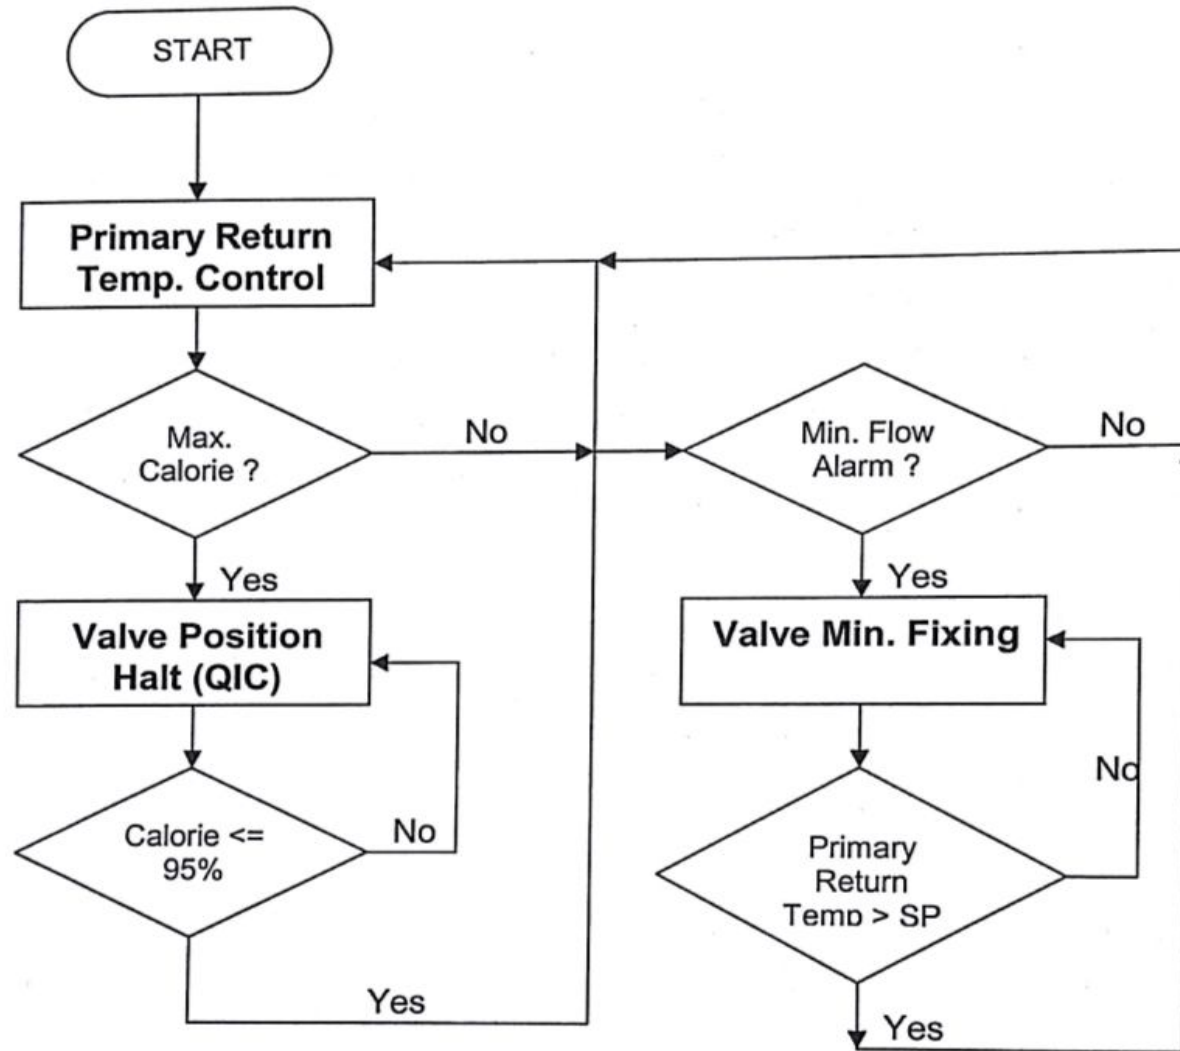 START
Primary Return
Temp. Control
Max.
Calorie ?
No
Yes
Valve Position
Halt (QIC)
Calorie <=
95%
No
Yes
Min. Flow
Alarm ?
No
Yes
Valve Min. Fixing
No
Primary
Return
Temp > SP
Yes